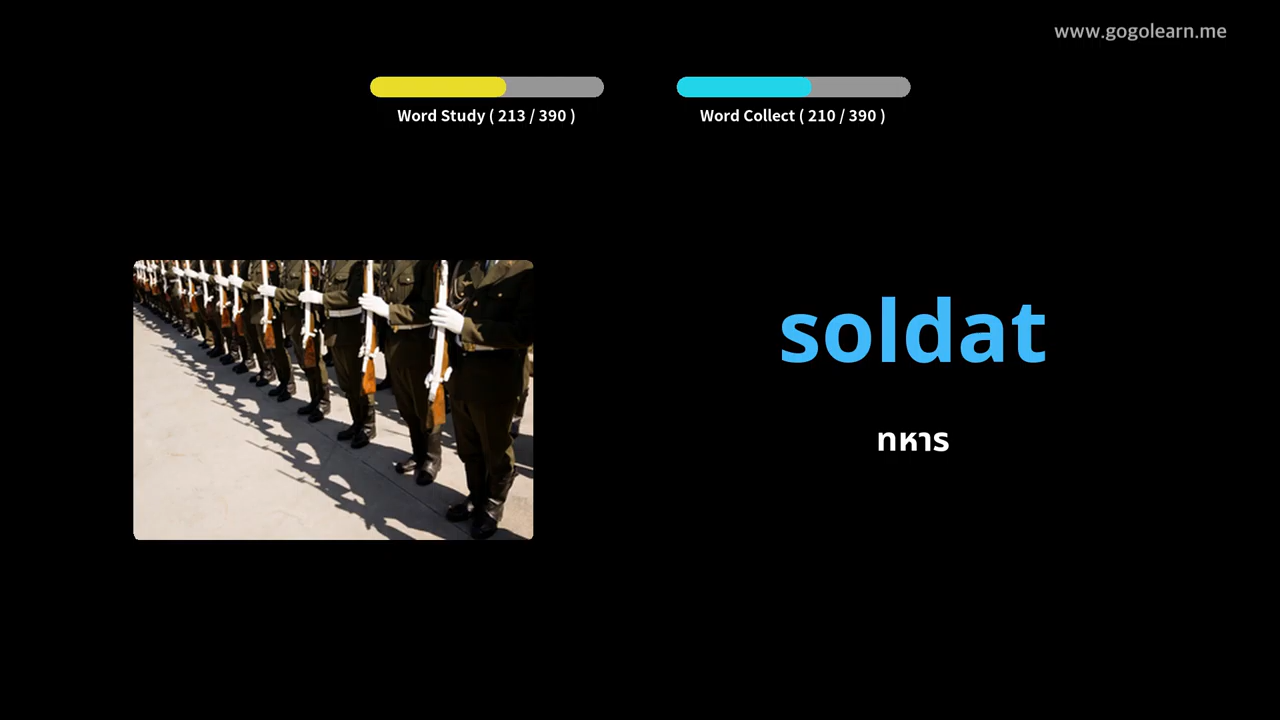 www.gogolearn.me
Word Study ( 213 / 390 )
Word Collect ( 210 / 390 )
soldat
ทหาร